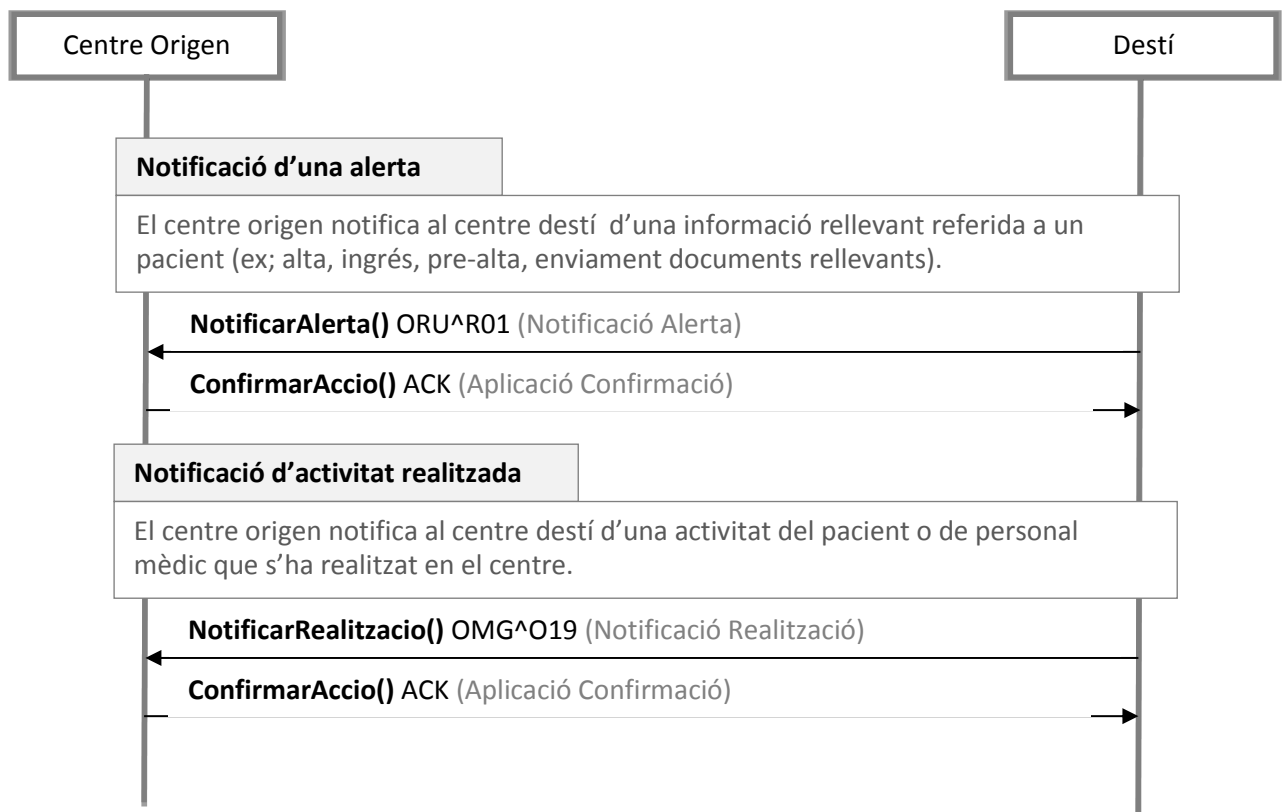 Centre Origen
Destí
Notificació d’una alerta
El centre origen notifica al centre destí  d’una informació rellevant referida a un
pacient (ex; alta, ingrés, pre-alta, enviament documents rellevants).
NotificarAlerta() ORU^R01 (Notificació Alerta)
ConfirmarAccio() ACK (Aplicació Confirmació)
Notificació d’activitat realitzada
El centre origen notifica al centre destí d’una activitat del pacient o de personal
mèdic que s’ha realitzat en el centre.
NotificarRealitzacio() OMG^O19 (Notificació Realització)
ConfirmarAccio() ACK (Aplicació Confirmació)